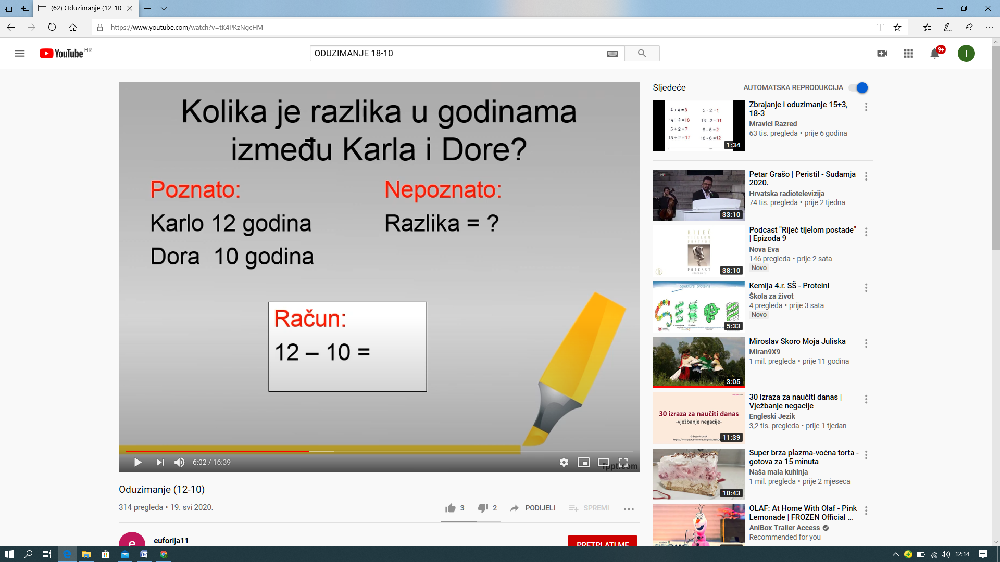 (62) Oduzimanje (12-10
https://www.youtube.com/watch?v=tK4PKzNgcHM
YouTube HR
ODUZIMANJE 18-10
9+
I
Kolika je razlika u godinama
između Karla i Dore?
Poznato:
Nepoznato:
Karlo 12 godina
Razlika = ?
Dora 10 godina
Račun:
12 – 10 =
6:02 / 16:39
fppt.com
Oduzimanje (12-10)
314 pregleda • 19. svi 2020.
3
2
PODIJELI
SPREMI
e
euforija11
PRETPLATI ME
Sljedeće
AUTOMATSKA REPRODUKCIJA
4 + 4 =8 3 - 2 =1
14 + 4 =18 13 - 2 =11
5 + 2 =7 8 - 6 =2
15 + 2 =17 18 - 6 =12
1:34
Zbrajanje i oduzimanje 15+3,
18-3
Mravici Razred
63 tis. pregleda • prije 6 godina
33:10
Petar Grašo | Peristil - Sudamja
2020.
Hrvatska radiotelevizija
74 tis. pregleda • prije 2 tjedna
RIJEČ
TIJELOM
POSTADE
PODCAST
38:10
Podcast "Riječ tijelom postade"
| Epizoda 9
Nova Eva
146 pregleda • prije 2 sata
Novo
Struktura proteina
5:33
Kemija 4.r. SŠ - Proteini
Škola za život
4 pregleda • prije 3 sata
Novo
3:05
Miroslav Skoro Moja Juliska
Miran9X9
1 mil. pregleda • prije 11 godina
30 izraza za naučiti danas
-vježbanje negacije-
© Engleski Jezik
11:39
30 izraza za naučiti danas |
Vježbanje negacije
Engleski Jezik
3,2 tis. pregleda • prije 1 tjedan
10:43
Super brza plazma-voćna torta -
gotova za 15 minuta
Naša mala kuhinja
1 mil. pregleda • prije 2 mjeseca
OLAF: At Home With Olaf - Pink
Lemonade | FROZEN Official ...
AniBox Trailer Access
Recommended for you
12:14